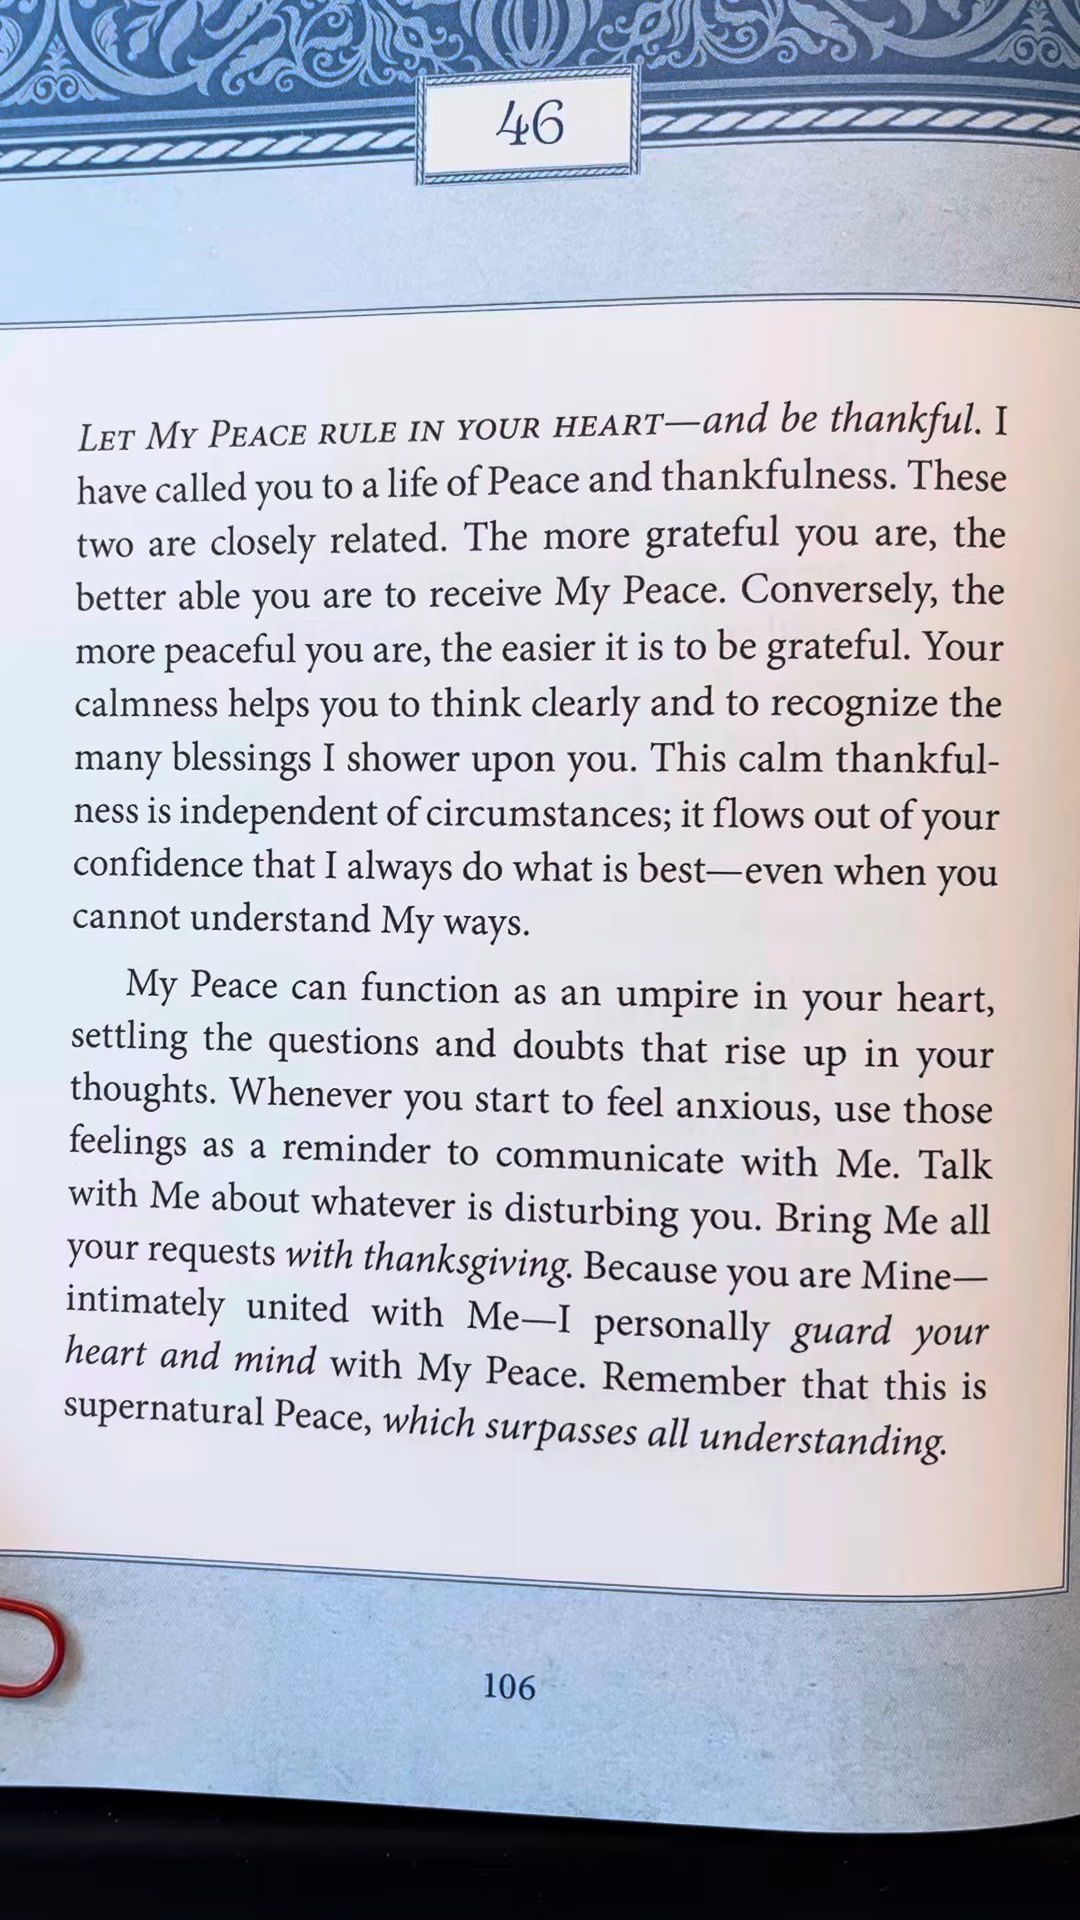 46
LET MY PEACE RULE IN YOUR HEART—and be thankful. I
have called you to a life of Peace and thankfulness. These
two are closely related. The more grateful you are, the
better able you are to receive My Peace. Conversely, the
more peaceful you are, the easier it is to be grateful. Your
calmness helps you to think clearly and to recognize the
many blessings I shower upon you. This calm thankful-
ness is independent of circumstances; it flows out of your
confidence that I always do what is best—even when you
cannot understand My ways.
My Peace can function as an umpire in your heart,
settling the questions and doubts that rise up in your
thoughts. Whenever you start to feel anxious, use those
feelings as a reminder to communicate with Me. Talk
with Me about whatever is disturbing you. Bring Me all
your requests with thanksgiving. Because you are Mine—
intimately united with Me—I personally guard your
heart and mind with My Peace. Remember that this is
supernatural Peace, which surpasses all understanding.
106